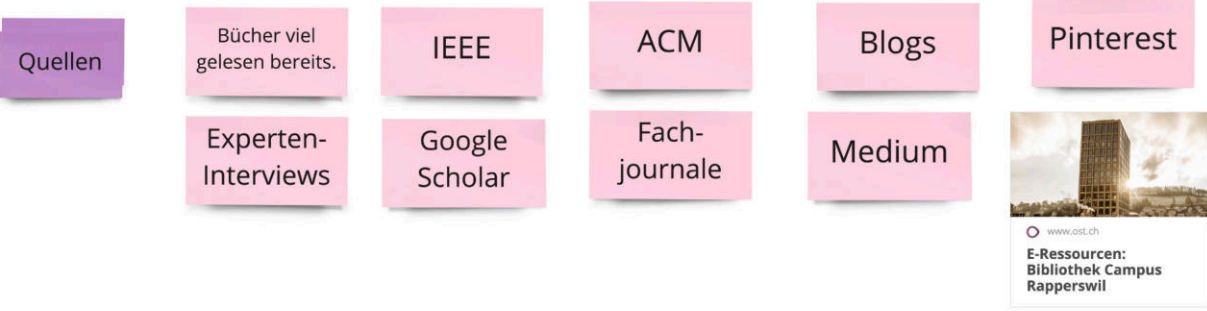 Quellen
Bücher viel
gelesen bereits.
IEEE
ACM
Blogs
Pinterest
Experten-
Interviews
Google
Scholar
Fach-
journale
Medium
www.ost.ch
E-Ressourcen:
Bibliothek Campus
Rapperswil